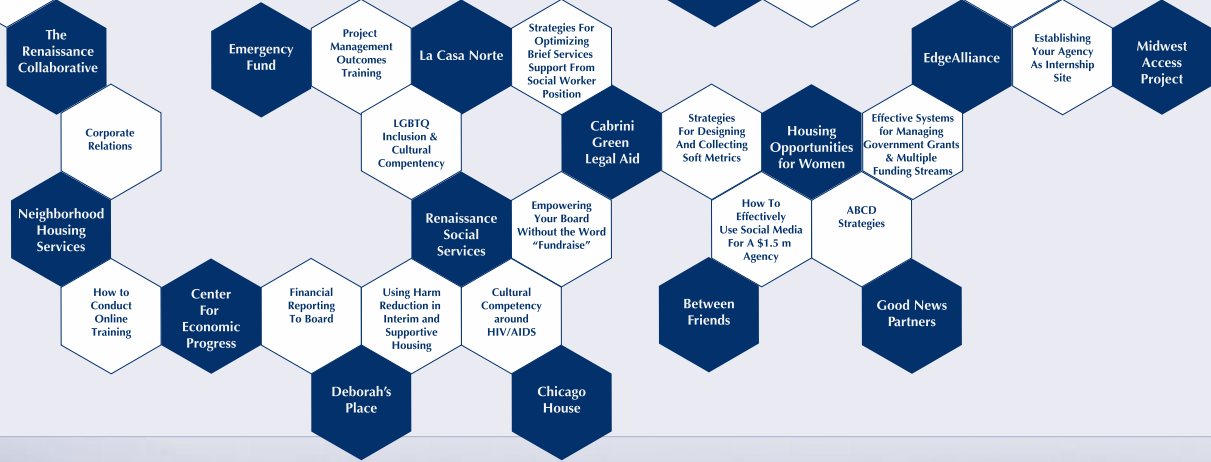 The
Renaissance
Collaborative
Emergency
Fund
Project
Management
Outcomes
Training
La Casa Norte
Strategies For
Optimizing
Brief Services
Support From
Social Worker
Position
EdgeAlliance
Establishing
Your Agency
As Internship
Site
Midwest
Access
Project
Corporate
Relations
LGBTQ
Inclusion &
Cultural
Compentency
Cabrini
Green
Legal Aid
Strategies
For Designing
And Collecting
Soft Metrics
Housing
Opportunities
for Women
Effective Systems
for Managing
Government Grants
& Multiple
Funding Streams
Neighborhood
Housing
Services
Renaissance
Social
Services
Empowering
Your Board
Without the Word
“Fundraise”
How To
Effectively
Use Social Media
For A $1.5 m
Agency
ABCD
Strategies
How to
Conduct
Online
Training
Center
For
Economic
Progress
Financial
Reporting
To Board
Using Harm
Reduction in
Interim and
Supportive
Housing
Cultural
Competency
around
HIV/AIDS
Between
Friends
Good News
Partners
Deborah’s
Place
Chicago
House